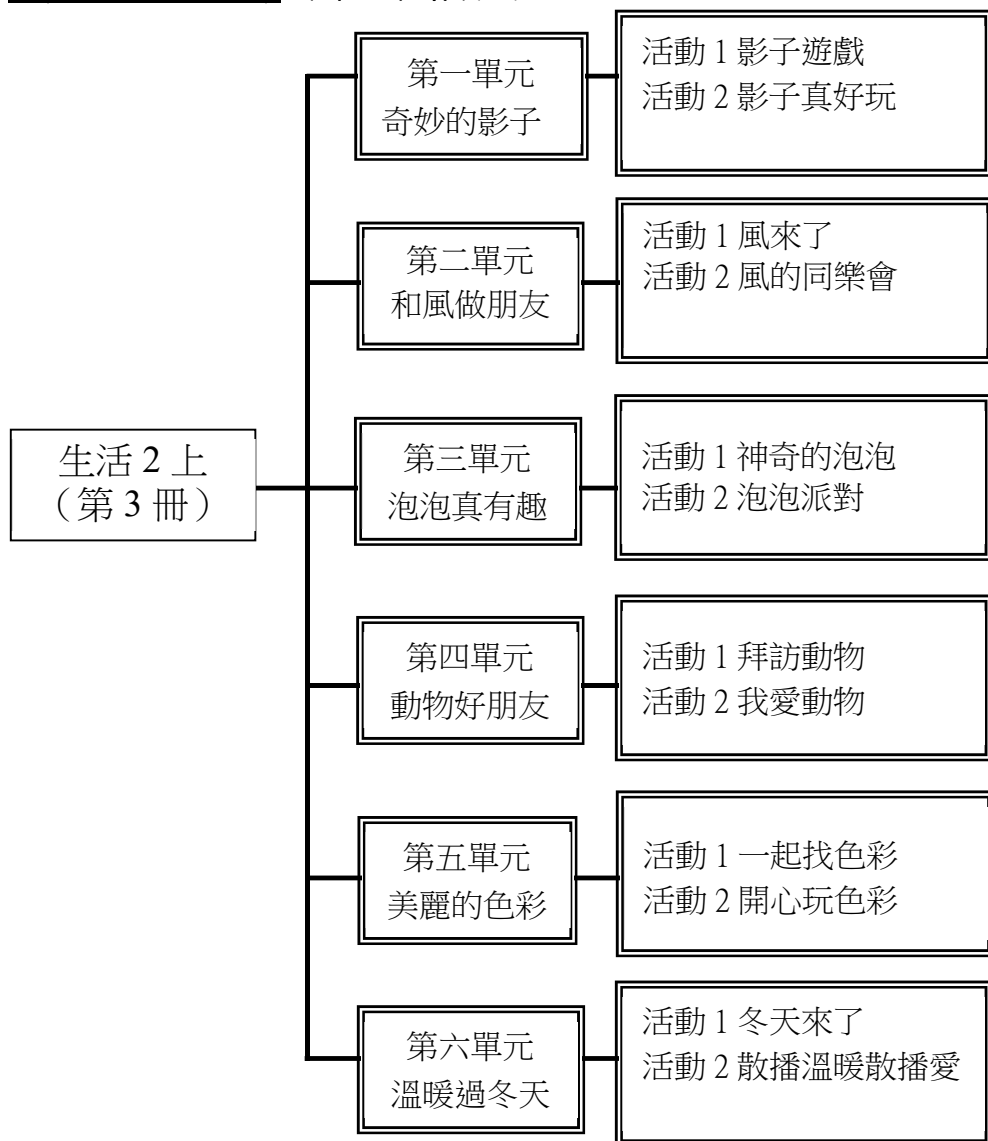 第一單元
奇妙的影子
活動 1 影子遊戲
活動 2 影子真好玩
第二單元
和風做朋友
活動 1 風來了
活動 2 風的同樂會
生活 2 上
（第 3 冊）
第三單元
泡泡真有趣
活動 1 神奇的泡泡
活動 2 泡泡派對
第四單元
動物好朋友
活動 1 拜訪動物
活動 2 我愛動物
第五單元
美麗的色彩
活動 1 一起找色彩
活動 2 開心玩色彩
第六單元
溫暖過冬天
活動 1 冬天來了
活動 2 散播溫暖散播愛